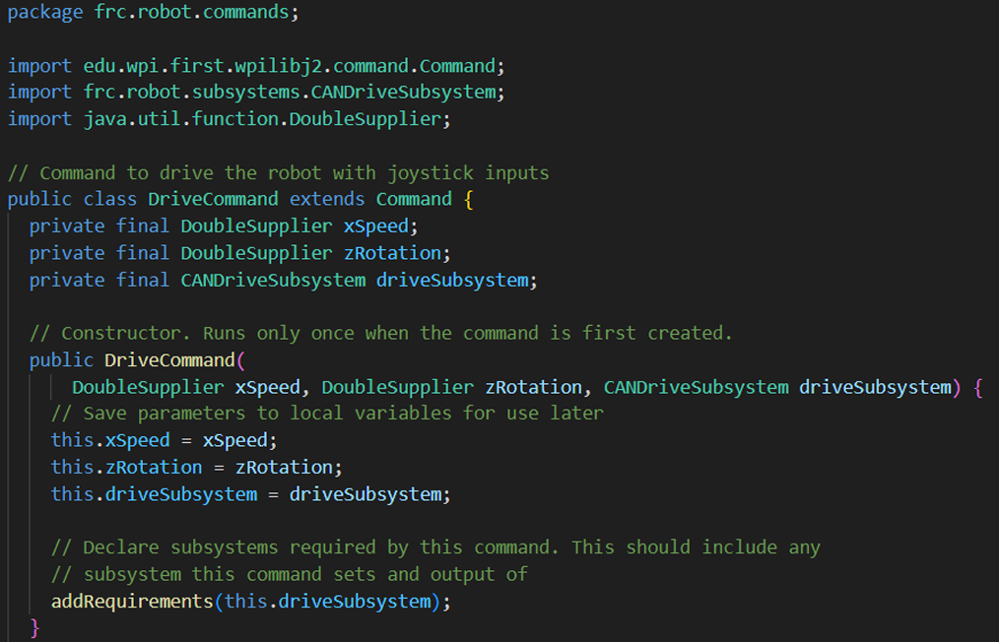 package frc.robot.commands;
import edu.wpi.first.wpilibj2.command.Command;
import frc.robot.subsystems.CANDriveSubsystem;
import java.util.function.DoubleSupplier;
// Command to drive the robot with joystick inputs
public class DriveCommand extends Command {
private final DoubleSupplier xSpeed;
private final DoubleSupplier zRotation;
private final CANDriveSubsystem driveSubsystem;
// Constructor. Runs only once when the command is first created.
public DriveCommand(
DoubleSupplier xSpeed, DoubleSupplier zRotation, CANDriveSubsystem driveSubsystem) {
// Save parameters to local variables for use later
this.xSpeed = xSpeed;
this.zRotation = zRotation;
this.driveSubsystem = driveSubsystem;
// Declare subsystems required by this command. This should include any
// subsystem this command sets and output of
addRequirements(this.driveSubsystem);
}